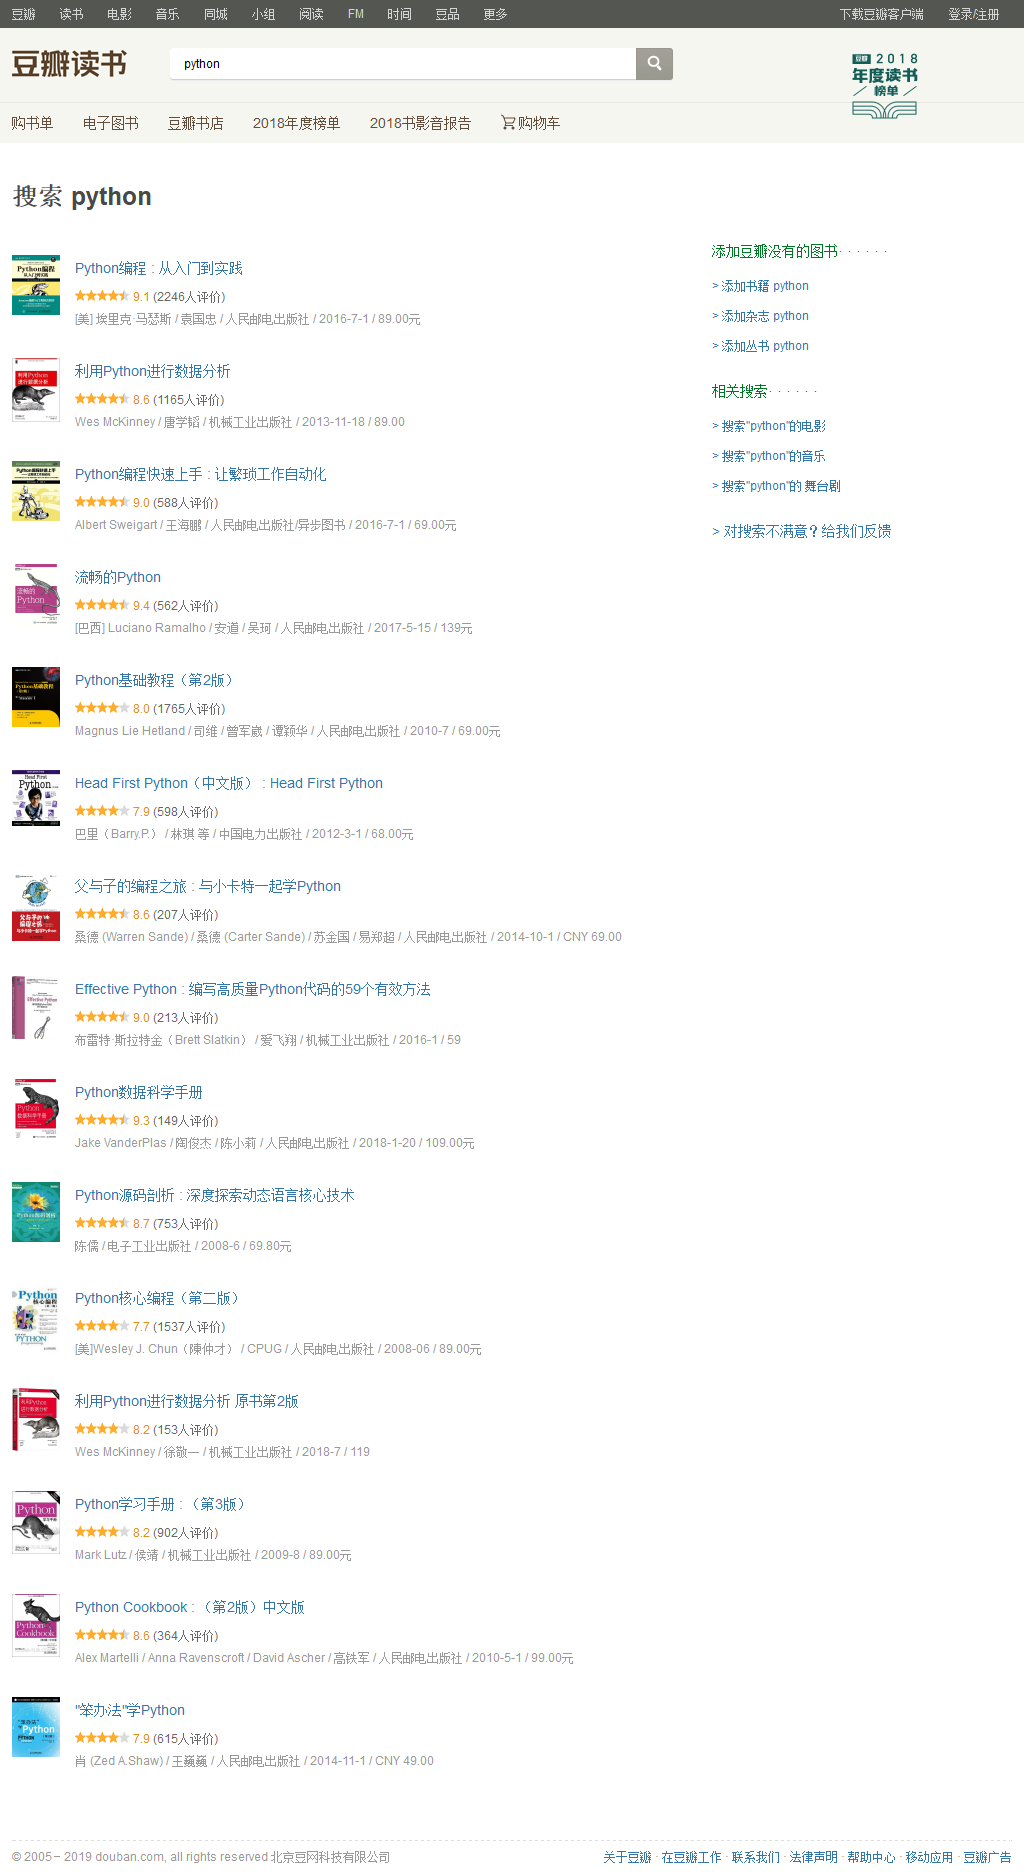 豆瓣 读书 电影 音乐 同城 小组 阅读 FM 时间 豆品 更多 下载豆瓣客户端 登录/注册
豆瓣读书 python
豆瓣 2018
年度读书
榜单
购书单 电子图书 豆瓣书店 2018年度榜单 2018书影音报告 购物车
搜索 python
Python编程 : 从入门到实践
9.1 (2246人评价)
[美] 埃里克·马瑟斯 / 袁国忠 / 人民邮电出版社 / 2016-7-1 / 89.00元
利用Python进行数据分析
8.6 (1165人评价)
Wes McKinney / 唐学韬 / 机械工业出版社 / 2013-11-18 / 89.00
Python编程快速上手 : 让繁琐工作自动化
9.0 (588人评价)
Albert Sweigart / 王海鹏 / 人民邮电出版社/异步图书 / 2016-7-1 / 69.00元
流畅的Python
9.4 (562人评价)
[巴西] Luciano Ramalho / 安道 / 吴珂 / 人民邮电出版社 / 2017-5-15 / 139元
Python基础教程（第2版）
8.0 (1765人评价)
Magnus Lie Hetland / 司维 / 曾军崴 / 谭颖华 / 人民邮电出版社 / 2010-7 / 69.00元
Head First Python（中文版） : Head First Python
7.9 (598人评价)
巴里（Barry.P.） / 林琪 等 / 中国电力出版社 / 2012-3-1 / 68.00元
父与子的编程之旅 : 与小卡特一起学Python
8.6 (207人评价)
桑德 (Warren Sande) / 桑德 (Carter Sande) / 苏金国 / 易郑超 / 人民邮电出版社 / 2014-10-1 / CNY 69.00
Effective Python : 编写高质量Python代码的59个有效方法
9.0 (213人评价)
布雷特·斯拉特金（Brett Slatkin） / 爱飞翔 / 机械工业出版社 / 2016-1 / 59
Python数据科学手册
9.3 (149人评价)
Jake VanderPlas / 陶俊杰 / 陈小莉 / 人民邮电出版社 / 2018-1-20 / 109.00元
Python源码剖析 : 深度探索动态语言核心技术
8.7 (753人评价)
陈儒 / 电子工业出版社 / 2008-6 / 69.80元
Python核心编程（第二版）
7.7 (1537人评价)
[美]Wesley J. Chun（陳仲才） / CPUG / 人民邮电出版社 / 2008-06 / 89.00元
利用Python进行数据分析 原书第2版
8.2 (153人评价)
Wes McKinney / 徐敬一 / 机械工业出版社 / 2018-7 / 119
Python学习手册 : （第3版）
8.2 (902人评价)
Mark Lutz / 侯靖 / 机械工业出版社 / 2009-8 / 89.00元
Python Cookbook : （第2版）中文版
8.6 (364人评价)
Alex Martelli / Anna Ravenscroft / David Ascher / 高铁军 / 人民邮电出版社 / 2010-5-1 / 99.00元
"笨办法"学Python
7.9 (615人评价)
肖 (Zed A.Shaw) / 王巍巍 / 人民邮电出版社 / 2014-11-1 / CNY 49.00
添加豆瓣没有的图书· · · · · ·
> 添加书籍 python
> 添加杂志 python
> 添加丛书 python
相关搜索· · · · · ·
> 搜索"python"的电影
> 搜索"python"的音乐
> 搜索"python"的 舞台剧
> 对搜索不满意？给我们反馈
© 2005－2019 douban.com, all rights reserved 北京豆网科技有限公司 关于豆瓣 · 在豆瓣工作 · 联系我们 · 法律声明 · 帮助中心 · 移动应用 · 豆瓣广告